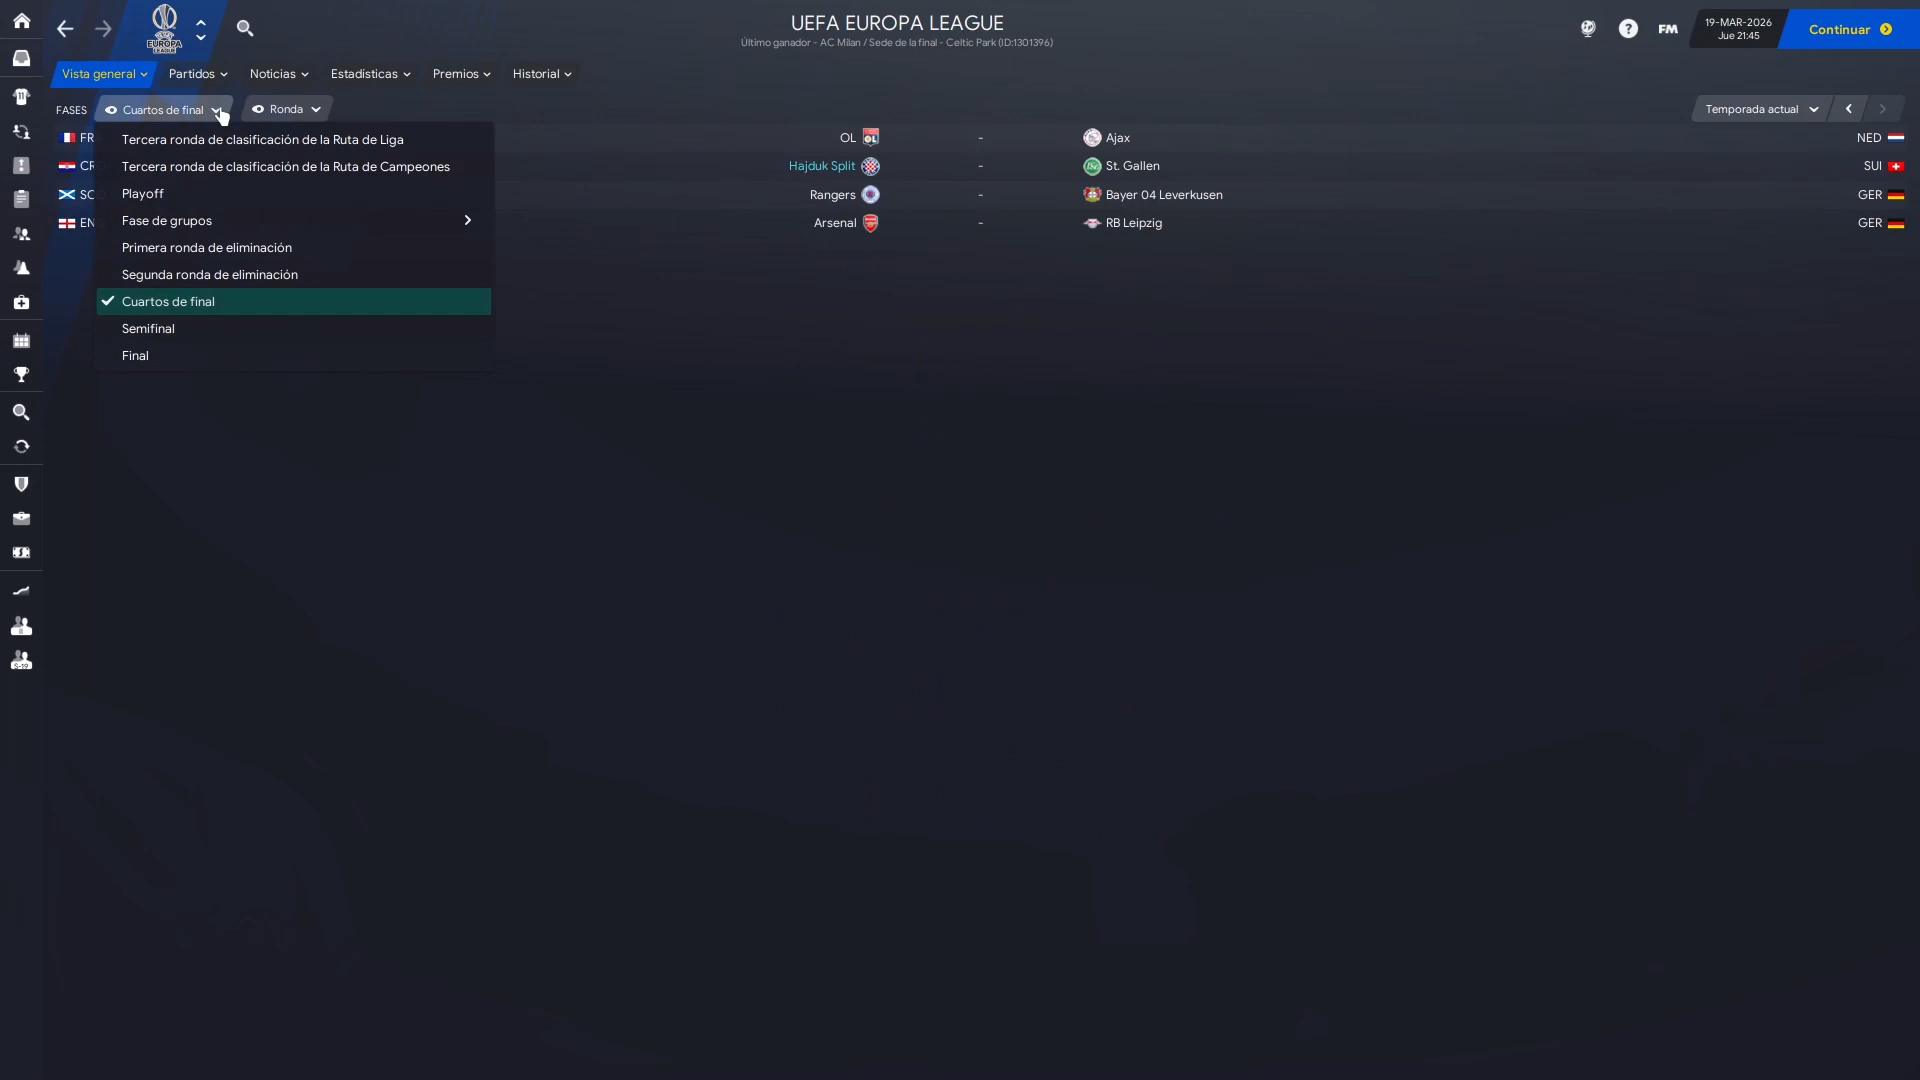 UEFA EUROPA LEAGUE
Último ganador - AC Milan / Sede de la final - Celtic Park (ID:1301396)
EUROPA
LEAGUE
FM
19-MAR-2026
Jue 21:45
Continuar
Vista general
Partidos
Noticias
Estadísticas
Premios
Historial
FASES
Cuartos de final
Ronda
Temporada actual
Tercera ronda de clasificación de la Ruta de Liga
Tercera ronda de clasificación de la Ruta de Campeones
Playoff
Fase de grupos
Primera ronda de eliminación
Segunda ronda de eliminación
Cuartos de final
Semifinal
Final
OL - Ajax NED
Hajduk Split - St. Gallen SUI
Rangers - Bayer 04 Leverkusen GER
Arsenal - RB Leipzig GER